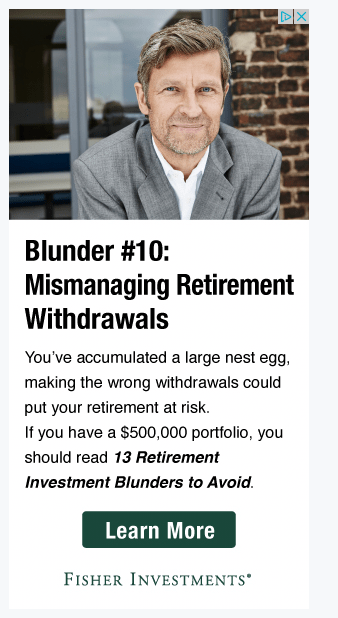 Blunder #10:
Mismanaging Retirement
Withdrawals
You’ve accumulated a large nest egg,
making the wrong withdrawals could
put your retirement at risk.
If you have a $500,000 portfolio, you
should read 13 Retirement
Investment Blunders to Avoid.
Learn More
FISHER INVESTMENTS®